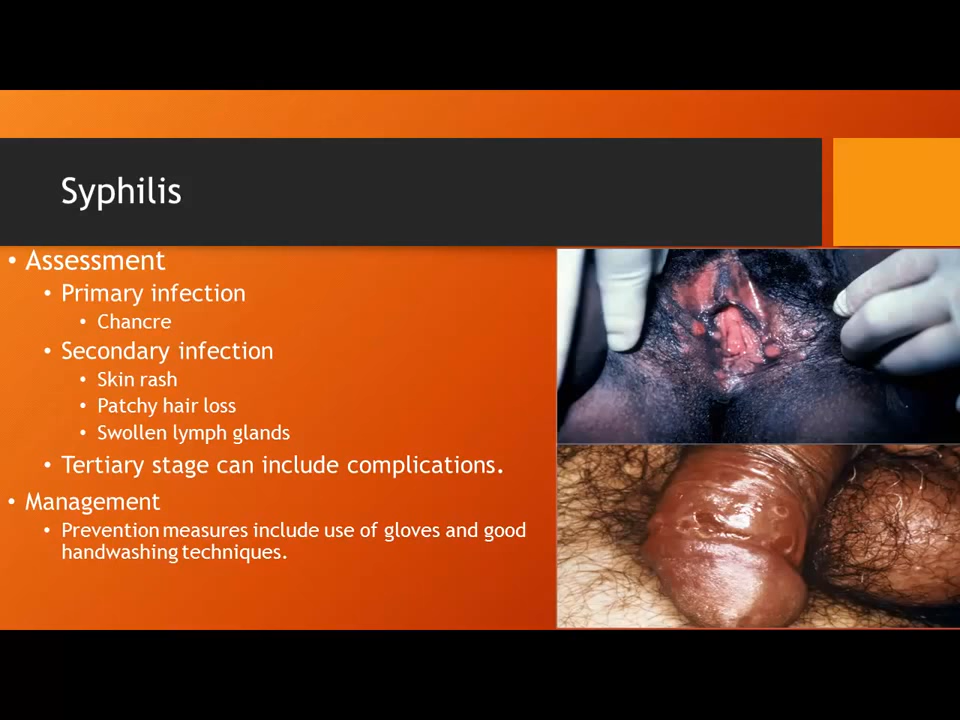 Syphilis
• Assessment
• Primary infection
• Chancre
• Secondary infection
• Skin rash
• Patchy hair loss
• Swollen lymph glands
• Tertiary stage can include complications.
• Management
• Prevention measures include use of gloves and good
handwashing techniques.